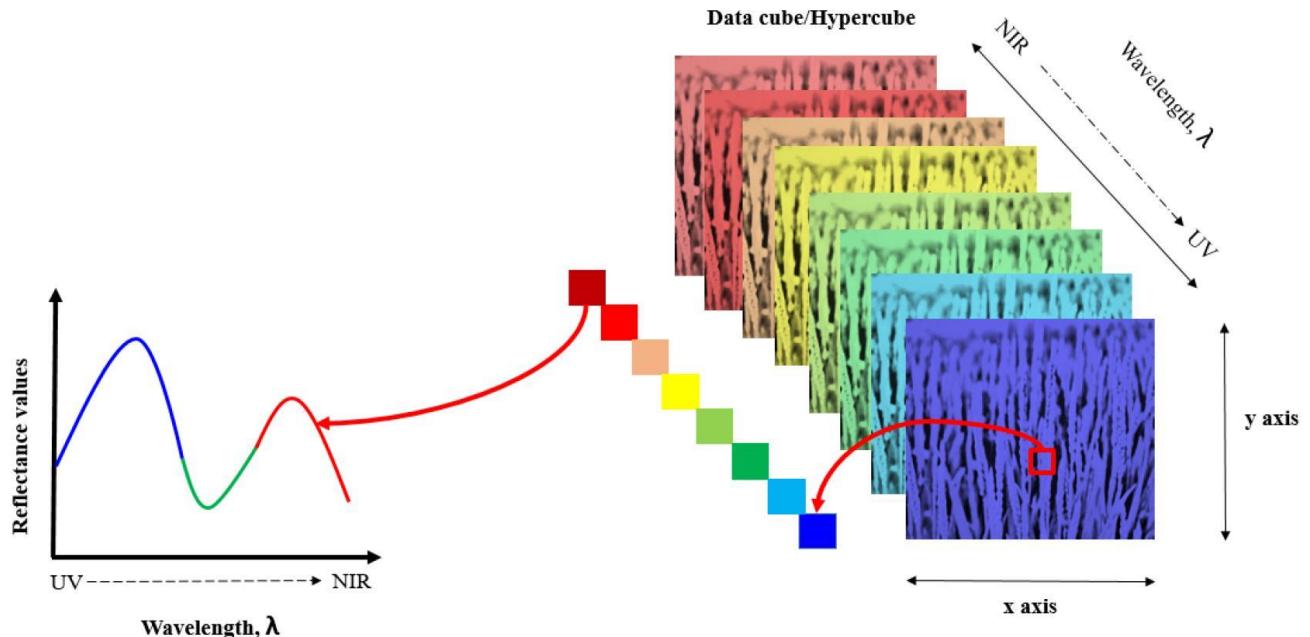 Data cube/Hypercube
NIR
UV
Wavelength, λ
y axis
x axis
Reflectance values
UV
NIR
Wavelength, λ